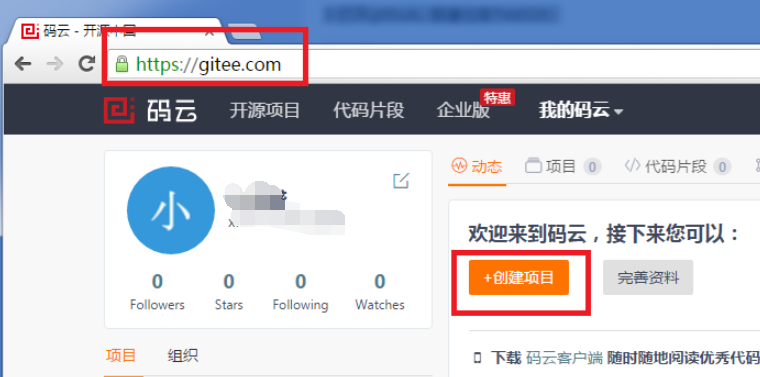 码云 - 开源中国
https://gitee.com
码云 开源项目 代码片段 企业版 特惠 我的码云
小
动态 项目 0 代码片段 0
欢迎来到码云，接下来您可以：
+创建项目 完善资料
0 0 0 0
Followers Stars Following Watches
下载 码云客户端 随时随地阅读优秀代码
项目 组织